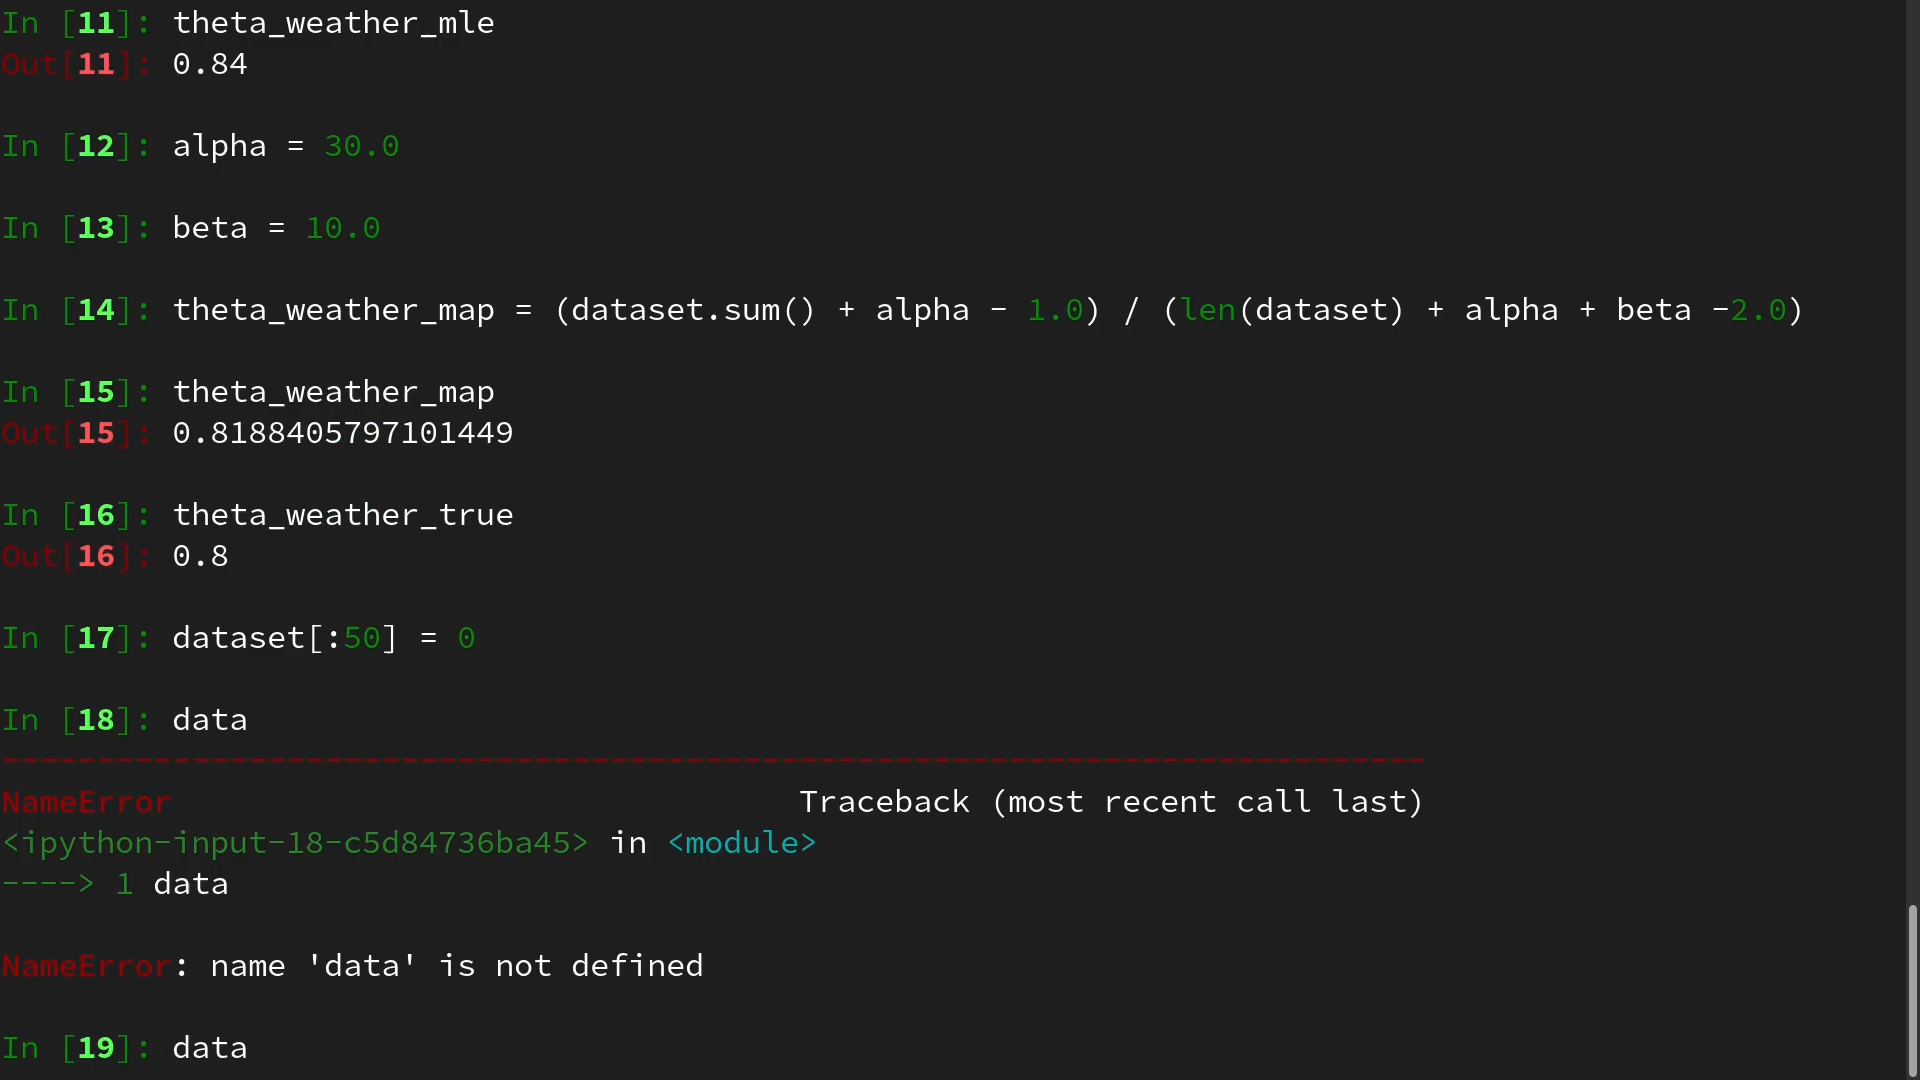 In [11]: theta_weather_mle
Out[11]: 0.84
In [12]: alpha = 30.0
In [13]: beta = 10.0
In [14]: theta_weather_map = (dataset.sum() + alpha - 1.0) / (len(dataset) + alpha + beta -2.0)
In [15]: theta_weather_map
Out[15]: 0.8188405797101449
In [16]: theta_weather_true
Out[16]: 0.8
In [17]: dataset[:50] = 0
In [18]: data
---------------------------------------------------------------------------
NameError                                 Traceback (most recent call last)
<ipython-input-18-c5d84736ba45> in <module>
----> 1 data
NameError: name 'data' is not defined
In [19]: data